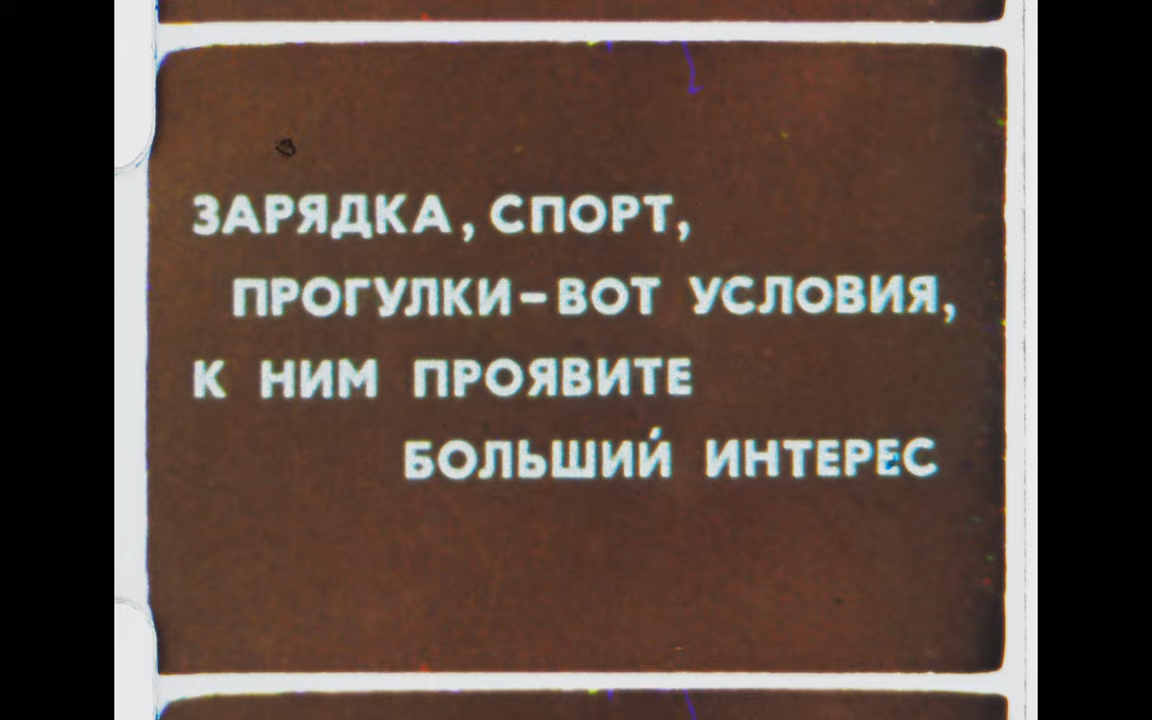 ЗАРЯДКА, СПОРТ,
ПРОГУЛКИ–ВОТ УСЛОВИЯ,
К НИМ ПРОЯВИТЕ
БОЛЬШИЙ ИНТЕРЕС